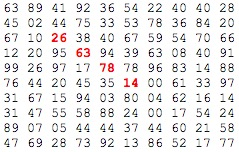 63 89 41 92 36 54 22 40 40 28
45 02 44 75 33 53 78 36 84 20
67 10 26 38 40 67 59 54 70 66
12 20 95 63 94 39 63 08 40 91
99 26 97 17 78 78 96 83 14 88
76 44 20 45 35 14 00 61 33 97
31 67 15 94 03 80 04 62 16 14
31 47 55 58 88 24 00 17 54 24
89 07 05 44 44 37 44 60 21 58
47 69 28 73 92 13 86 52 17 77